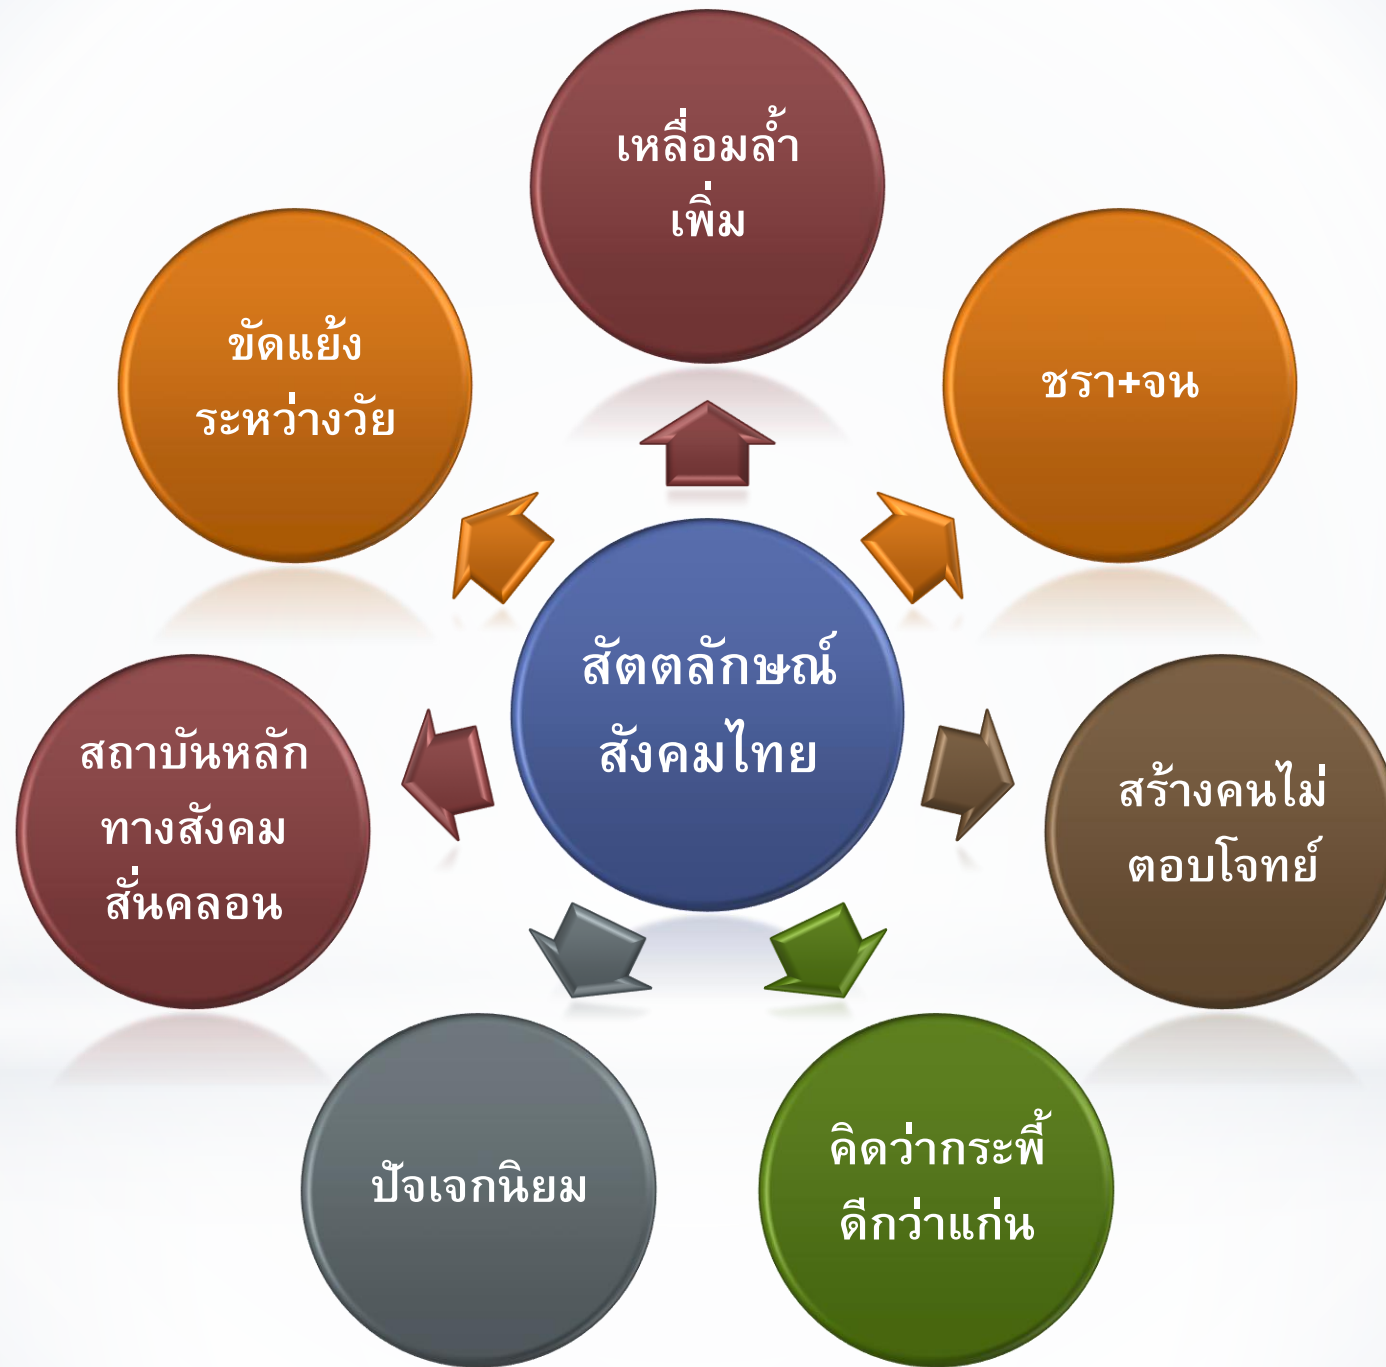 เหลื่อมล้ำ
เพิ่ม
ขัดแย้ง
ระหว่างวัย
ชรา+จน
สัตตลักษณ์
สังคมไทย
สถาบันหลัก
ทางสังคม
สั่นคลอน
สร้างคนไม่
ตอบโจทย์
ปัจเจกนิยม
คิดว่ากระพี้
ดีกว่าแก่น